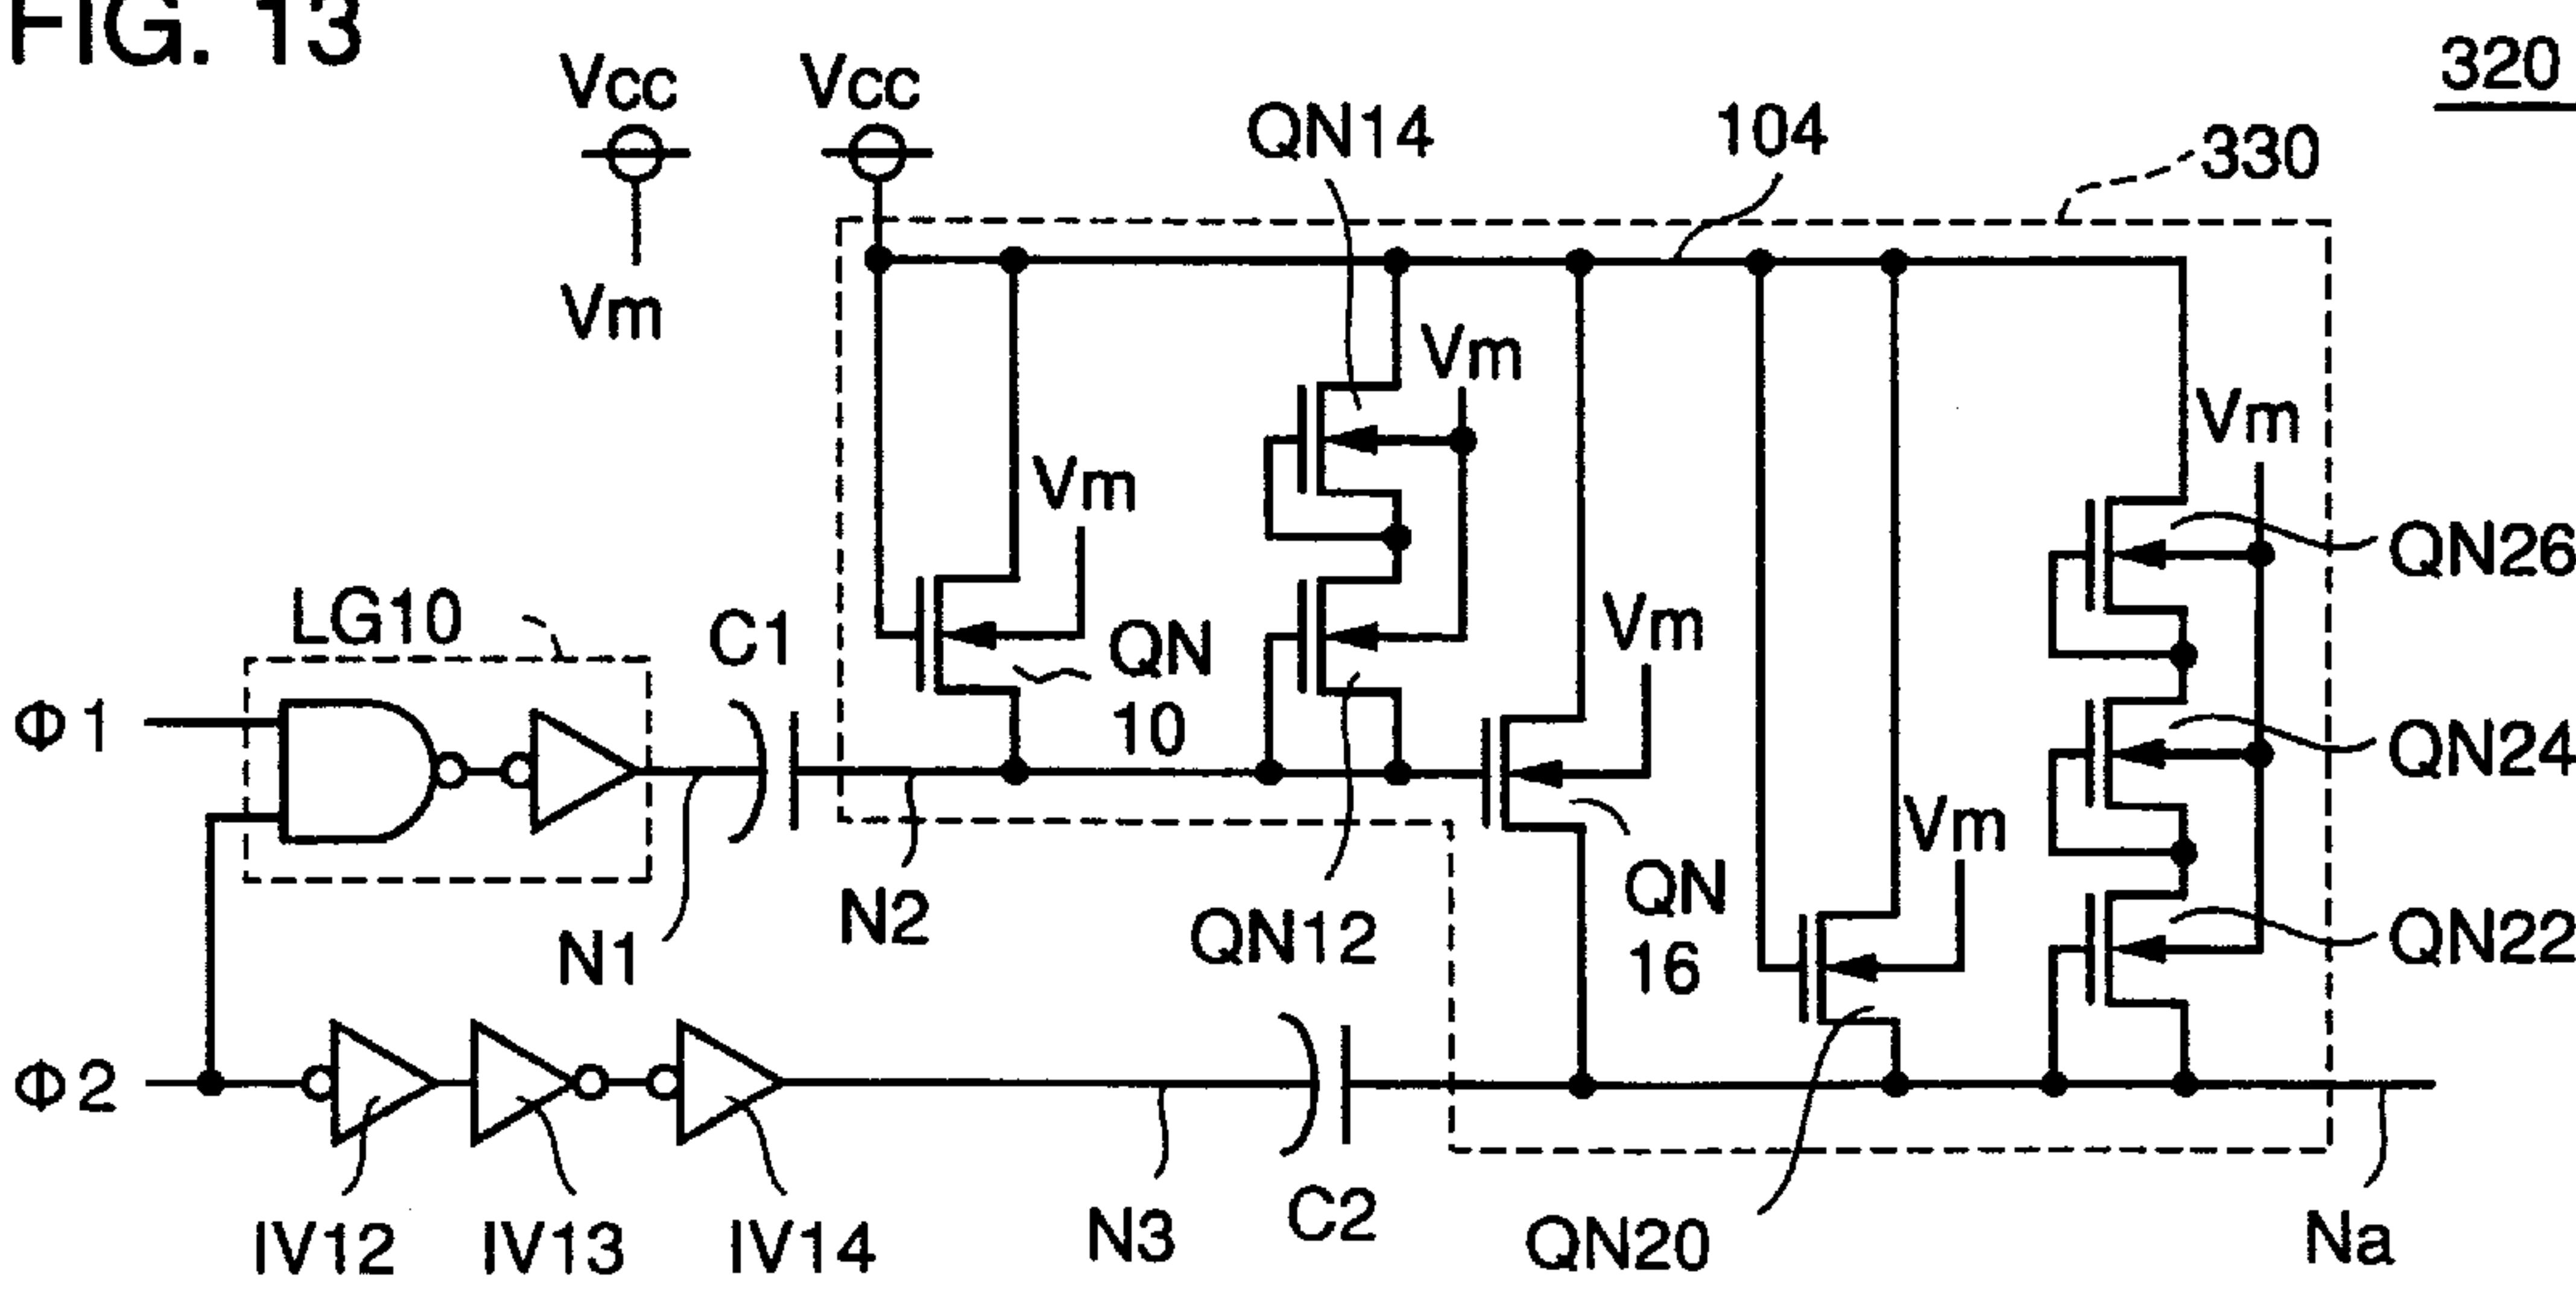 FIG. 13
320
Vcc
Vcc
QN14
104
330
Vm
Vm
Vm
Vm
QN26
LG10
C1
QN
10
Vm
Φ1
QN24
Vm
N1
N2
QN12
QN
16
QN22
Φ2
IV12
IV13
IV14
N3
C2
QN20
Na